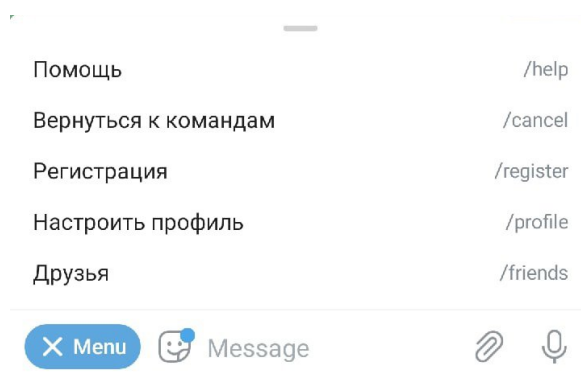 Помощь /help
Вернуться к командам /cancel
Регистрация /register
Настроить профиль /profile
Друзья /friends
Menu Message